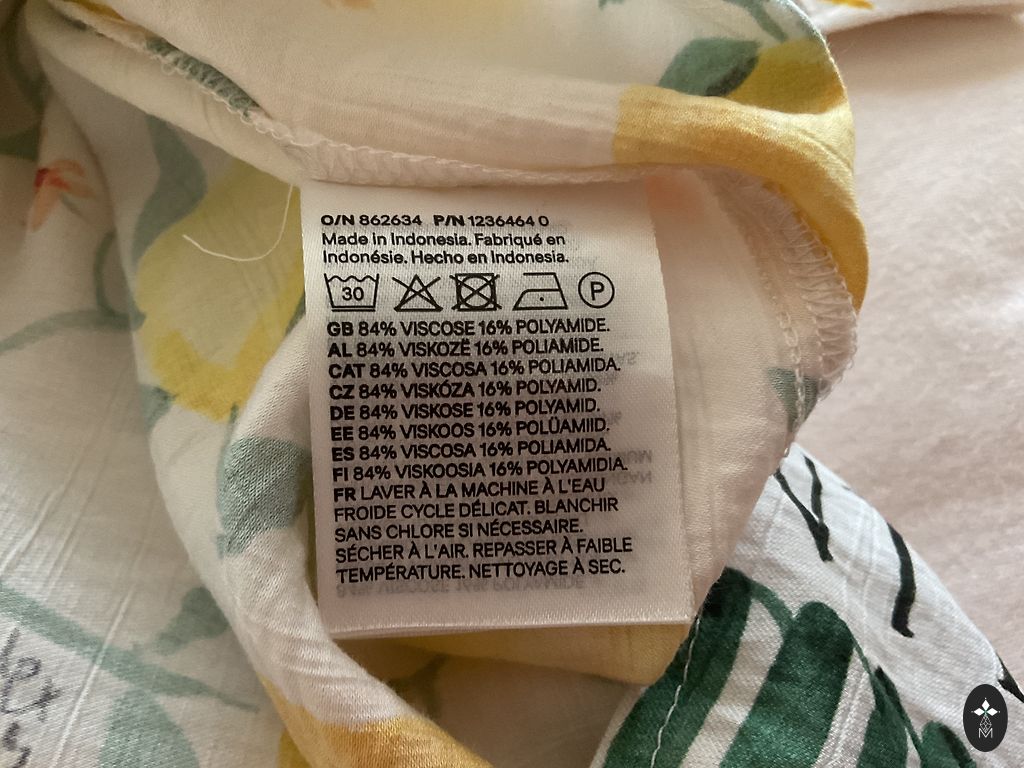 O/N 862634 P/N 1236464 0
Made in Indonesia. Fabriqué en
Indonésie. Hecho en Indonesia.
30 P
GB 84% VISCOSE 16% POLYAMIDE.
AL 84% VISKOZË 16% POLIAMIDE.
CAT 84% VISCOSA 16% POLIAMIDA.
CZ 84% VISKÓZA 16% POLYAMID.
DE 84% VISKOSE 16% POLYAMID.
EE 84% VISKOOS 16% POLÜAMIID.
ES 84% VISCOSA 16% POLIAMIDA.
FI 84% VISKOOSIA 16% POLYAMIDIA.
FR LAVER À LA MACHINE À L'EAU
FROIDE CYCLE DÉLICAT. BLANCHIR
SANS CHLORE SI NÉCESSAIRE.
SÉCHER À L'AIR. REPASSER À FAIBLE
TEMPÉRATURE. NETTOYAGE À SEC.
M